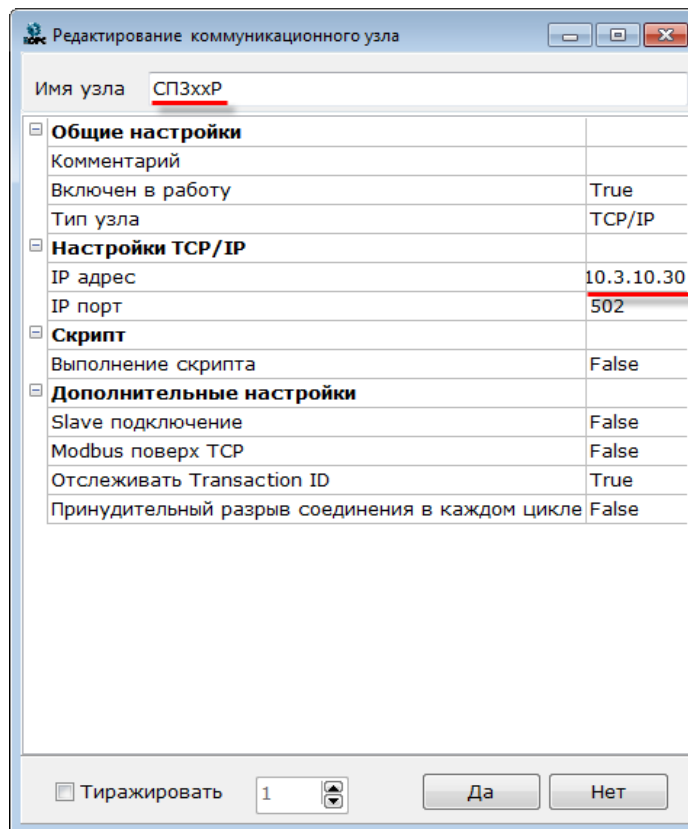 Редактирование коммуникационного узла
Имя узла СП3xxР
Общие настройки
Комментарий
Включен в работу True
Тип узла TCP/IP
Настройки TCP/IP
IP адрес 10.3.10.30
IP порт 502
Скрипт
Выполнение скрипта False
Дополнительные настройки
Slave подключение False
Modbus поверх TCP False
Отслеживать Transaction ID True
Принудительный разрыв соединения в каждом цикле False
Тиражировать 1 Да Нет